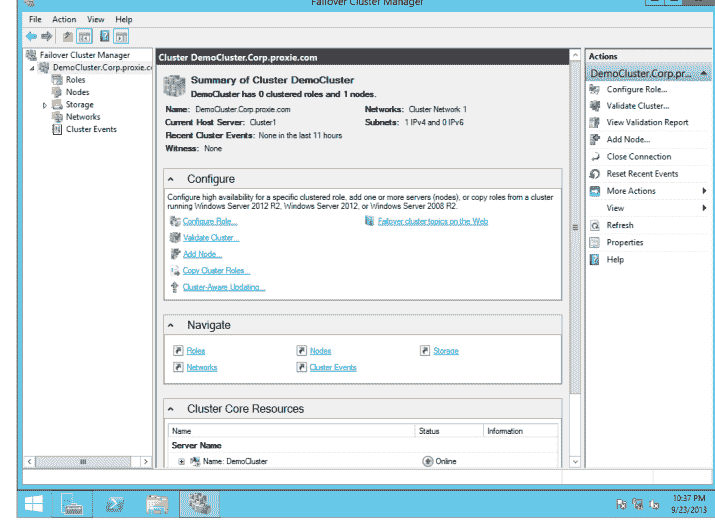 Failover Cluster Manager
File Action View Help
Failover Cluster Manager
DemoCluster.Corp.proxie.c
Roles
Nodes
Storage
Networks
Cluster Events
Cluster DemoCluster.Corp.proxie.com
Summary of Cluster DemoCluster
DemoCluster has 0 clustered roles and 1 nodes.
Name: DemoCluster.Corp.proxie.com Networks: Cluster Network 1
Current Host Server: Cluster1 Subnets: 1 IPv4 and 0 IPv6
Recent Cluster Events: None in the last 11 hours
Witness: None
Configure
Configure high availability for a specific clustered role, add one or more servers (nodes), or copy roles from a cluster
running Windows Server 2012 R2, Windows Server 2012, or Windows Server 2008 R2.
Configure Role... Failover cluster topics on the Web
Validate Cluster...
Add Node...
Copy Cluster Roles...
Cluster-Aware Updating...
Navigate
Roles Nodes Storage
Networks Cluster Events
Cluster Core Resources
Name Status Information
Server Name
Name: DemoCluster Online
Actions
DemoCluster.Corp.pr...
Configure Role...
Validate Cluster...
View Validation Report
Add Node...
Close Connection
Reset Recent Events
More Actions
View
Refresh
Properties
Help
10:37 PM
9/23/2013